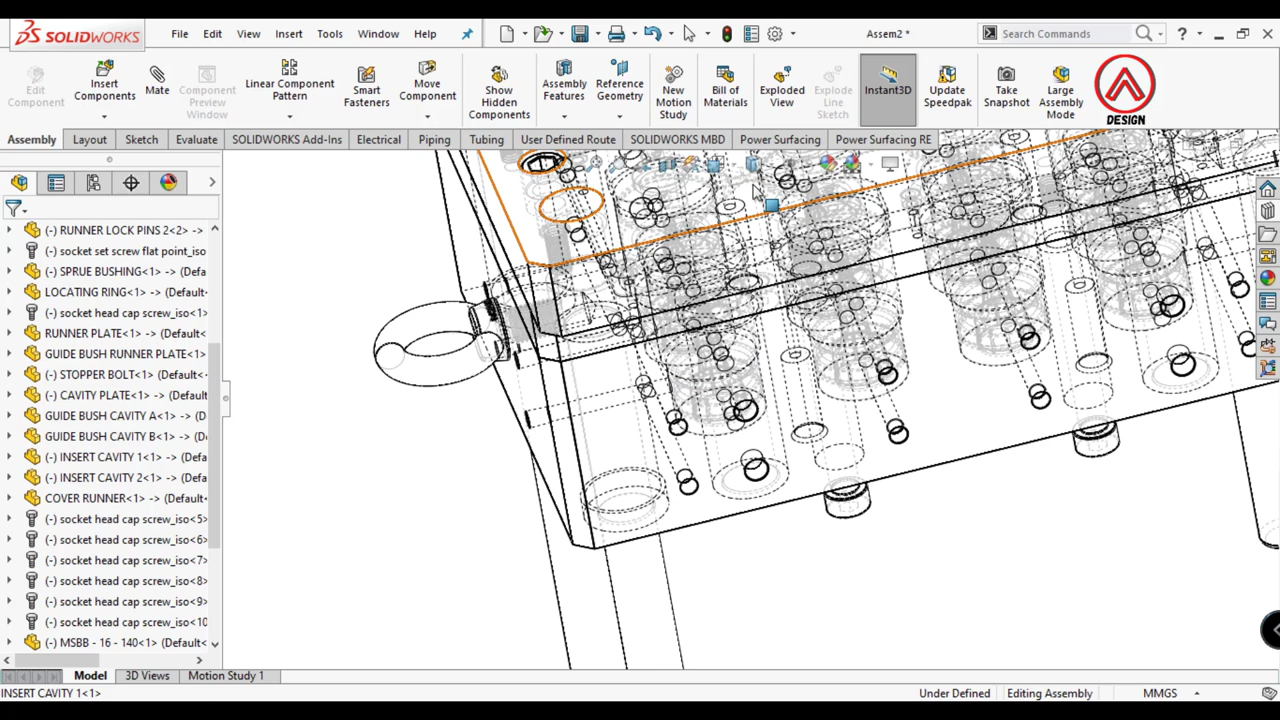 SOLIDWORKS File Edit View Insert Tools Window Help Assem2 * Search Commands ?
Edit Component
Insert Components
Mate
Component Preview Window
Linear Component Pattern
Smart Fasteners
Move Component
Show Hidden Components
Assembly Features
Reference Geometry
New Motion Study
Bill of Materials
Exploded View
Explode Line Sketch
Instant3D
Update Speedpak
Take Snapshot
Large Assembly Mode
DESIGN
Assembly Layout Sketch Evaluate SOLIDWORKS Add-Ins Electrical Piping Tubing User Defined Route SOLIDWORKS MBD Power Surfacing Power Surfacing RE
(-) RUNNER LOCK PINS 2<2> -> (Defa
(-) socket set screw flat point_iso
(-) SPRUE BUSHING<1> -> (Defa
(-) LOCATING RING<1> -> (Default
(-) socket head cap screw_iso<1>
RUNNER PLATE<1> -> (Default<
GUIDE BUSH RUNNER PLATE<1>
(-) STOPPER BOLT<1> -> (Default
(-) CAVITY PLATE<1> -> (Default<
GUIDE BUSH CAVITY A<1> -> (D
GUIDE BUSH CAVITY B<1> -> (D
(-) INSERT CAVITY 1<1> -> (Defa
(-) INSERT CAVITY 2<1> -> (Defa
COVER RUNNER<1> -> (Default<
(-) socket head cap screw_iso<5>
(-) socket head cap screw_iso<6>
(-) socket head cap screw_iso<7>
(-) socket head cap screw_iso<8>
(-) socket head cap screw_iso<9>
(-) socket head cap screw_iso<10
(-) MSBB - 16 - 140<1> (Default<
Model 3D Views Motion Study 1
INSERT CAVITY 1<1> Under Defined Editing Assembly MMGS